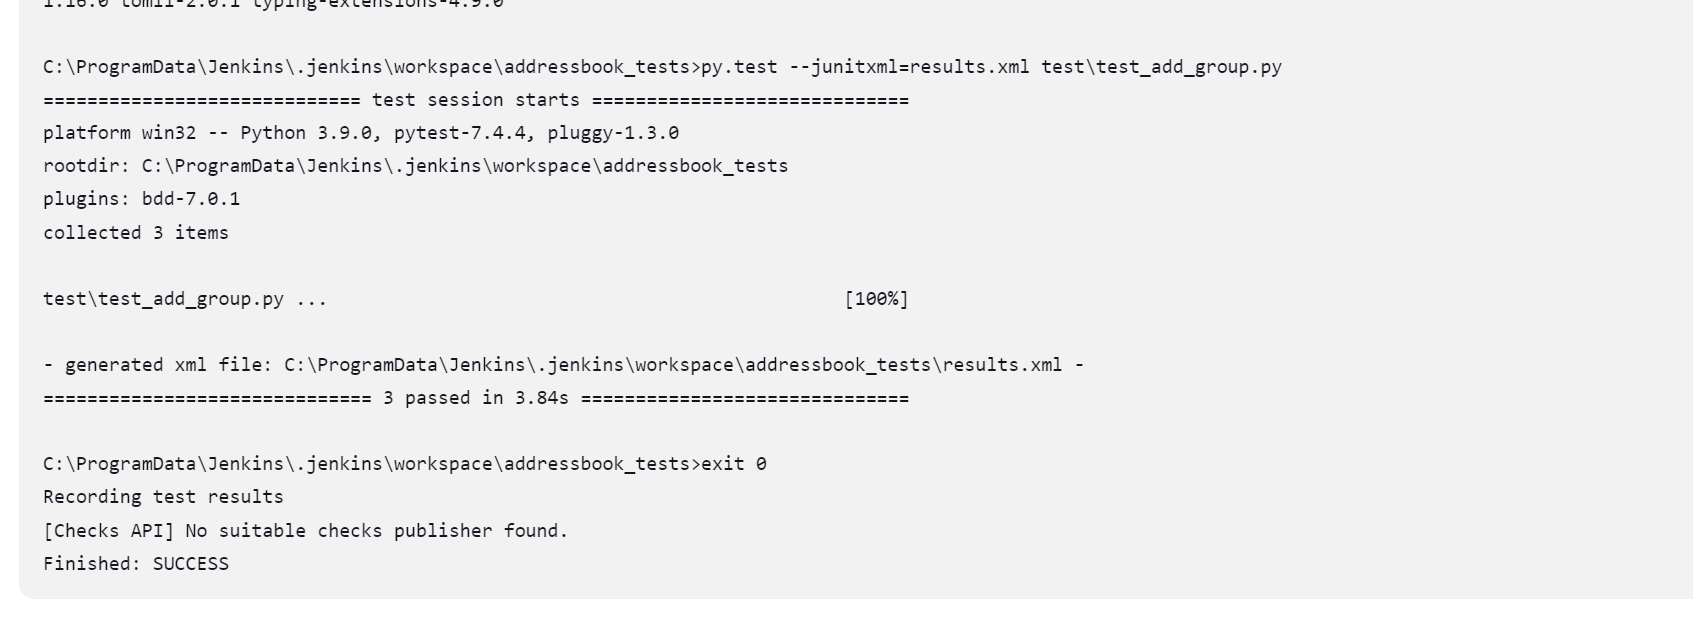 1.16.0 tomli-2.0.1 typing-extensions-4.9.0
C:\ProgramData\Jenkins\.jenkins\workspace\addressbook_tests>py.test --junitxml=results.xml test\test_add_group.py
============================= test session starts =============================
platform win32 -- Python 3.9.0, pytest-7.4.4, pluggy-1.3.0
rootdir: C:\ProgramData\Jenkins\.jenkins\workspace\addressbook_tests
plugins: bdd-7.0.1
collected 3 items
test\test_add_group.py ... [100%]
- generated xml file: C:\ProgramData\Jenkins\.jenkins\workspace\addressbook_tests\results.xml -
============================== 3 passed in 3.84s ==============================
C:\ProgramData\Jenkins\.jenkins\workspace\addressbook_tests>exit 0
Recording test results
[Checks API] No suitable checks publisher found.
Finished: SUCCESS